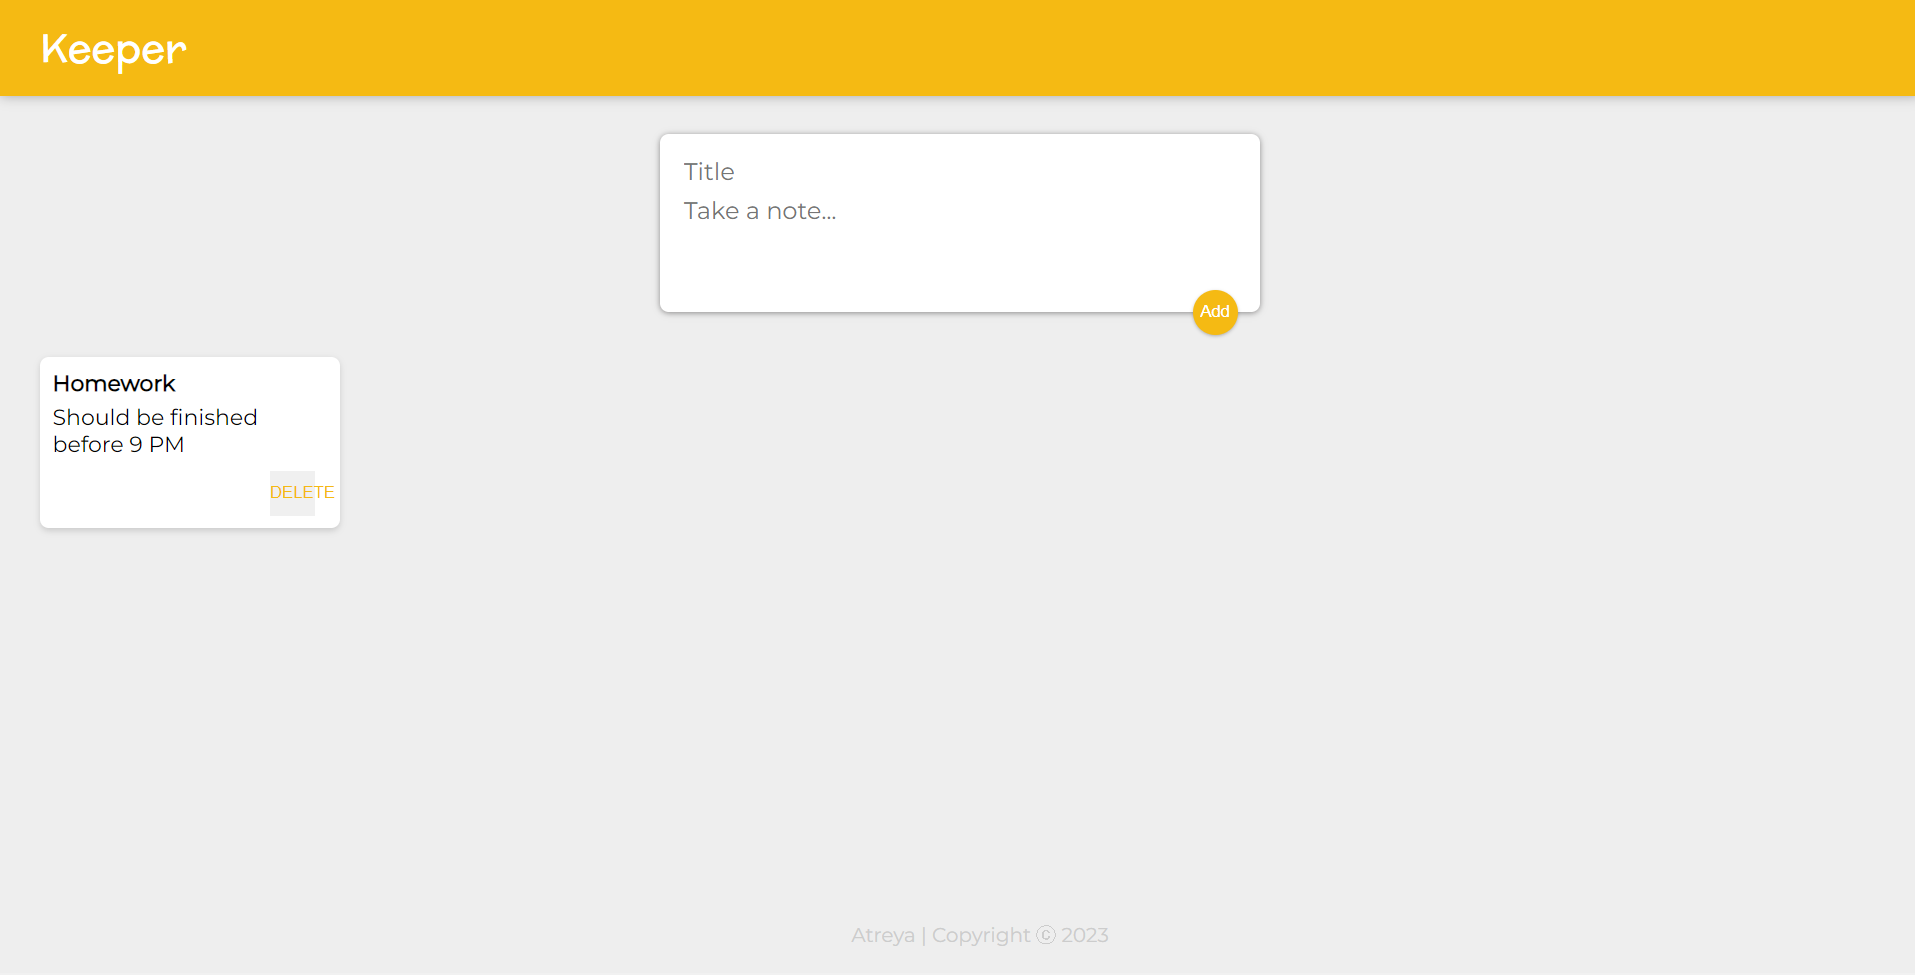 Keeper
Title
Take a note...
Add
Homework
Should be finished
before 9 PM
DELETE
Atreya | Copyright ⓒ 2023